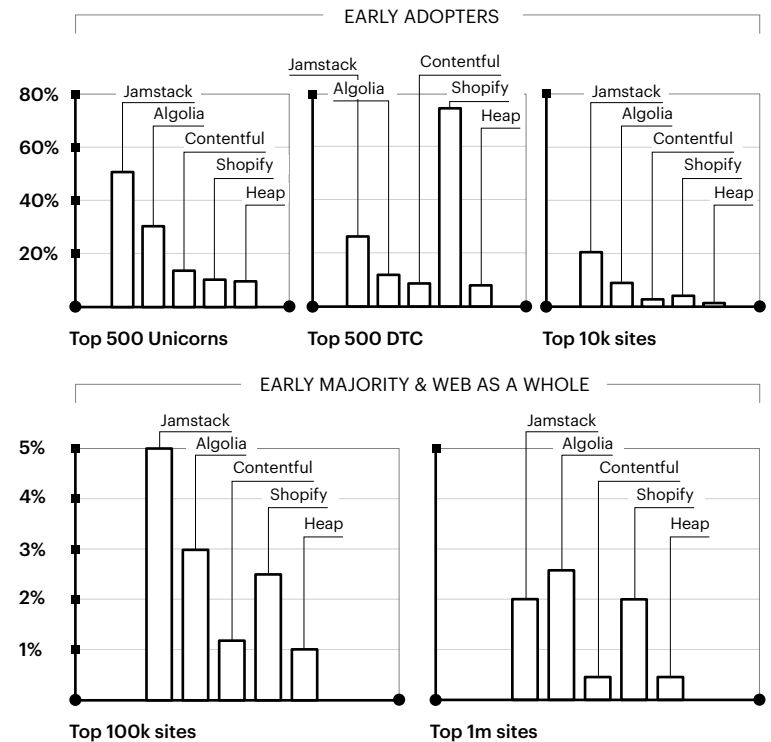 EARLY ADOPTERS
80%
60%
40%
20%
Jamstack
Algolia
Contentful
Shopify
Heap
Top 500 Unicorns
Jamstack
Algolia
Contentful
Shopify
Heap
Top 500 DTC
Jamstack
Algolia
Contentful
Shopify
Heap
Top 10k sites
EARLY MAJORITY & WEB AS A WHOLE
5%
4%
3%
2%
1%
Jamstack
Algolia
Contentful
Shopify
Heap
Top 100k sites
Jamstack
Algolia
Contentful
Shopify
Heap
Top 1m sites